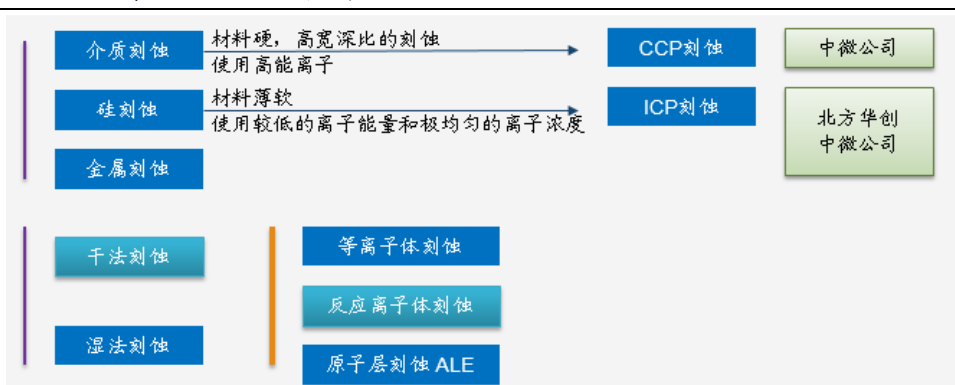 介质刻蚀
材料硬，高宽深比的刻蚀
使用高能离子
CCP刻蚀
中微公司
硅刻蚀
材料薄软
使用较低的离子能量和极均匀的离子浓度
ICP刻蚀
北方华创
中微公司
金属刻蚀
干法刻蚀
湿法刻蚀
等离子体刻蚀
反应离子体刻蚀
原子层刻蚀 ALE